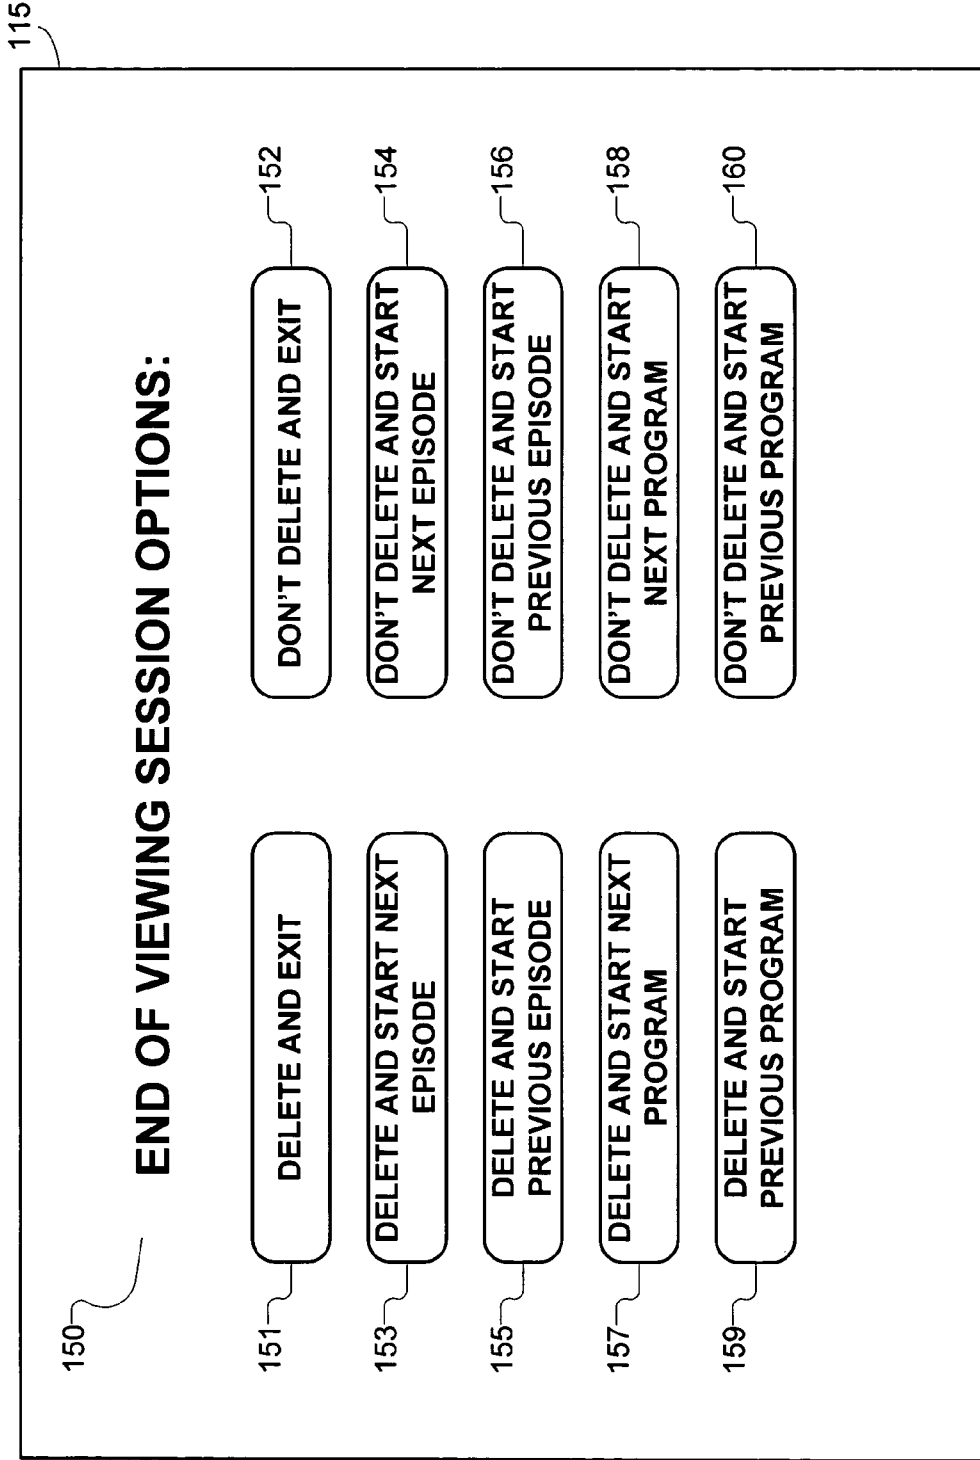 115
150
END OF VIEWING SESSION OPTIONS:
151
DELETE AND EXIT
DON'T DELETE AND EXIT
152
153
DELETE AND START NEXT
EPISODE
DON'T DELETE AND START
NEXT EPISODE
154
155
DELETE AND START
PREVIOUS EPISODE
DON'T DELETE AND START
PREVIOUS EPISODE
156
157
DELETE AND START NEXT
PROGRAM
DON'T DELETE AND START
NEXT PROGRAM
158
159
DELETE AND START
PREVIOUS PROGRAM
DON'T DELETE AND START
PREVIOUS PROGRAM
160